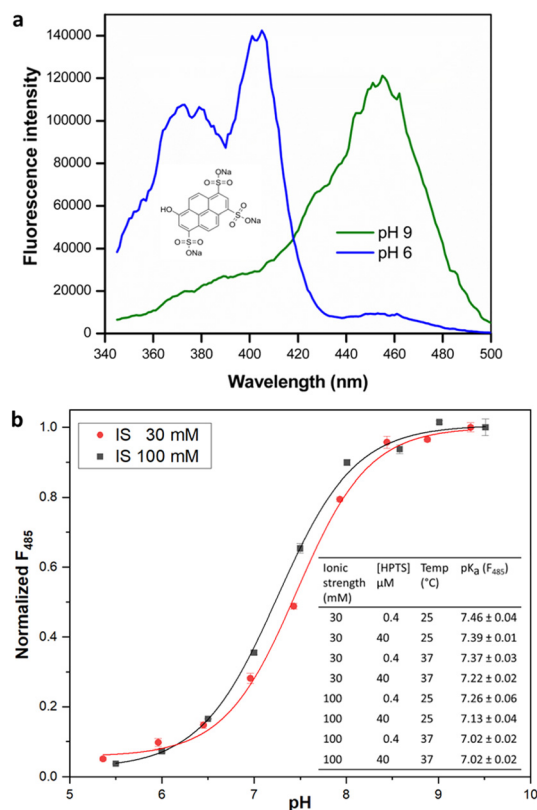 a
Fluorescence intensity
140000
120000
100000
80000
60000
40000
20000
0
340 360 380 400 420 440 460 480 500
Wavelength (nm)
ONa
O=S=O
HO
O
S=O
ONa
O
O=S=O
ONa
pH 9
pH 6
b
Normalized F485
1.0
0.8
0.6
0.4
0.2
0.0
5 6 7 8 9 10
pH
IS 30 mM
IS 100 mM
Ionic strength (mM) [HPTS] µM Temp (°C) pKa (F485)
30 0.4 25 7.46 ± 0.04
30 40 25 7.39 ± 0.01
30 0.4 37 7.37 ± 0.03
30 40 37 7.22 ± 0.02
100 0.4 25 7.26 ± 0.06
100 40 25 7.13 ± 0.04
100 0.4 37 7.02 ± 0.02
100 40 37 7.02 ± 0.02